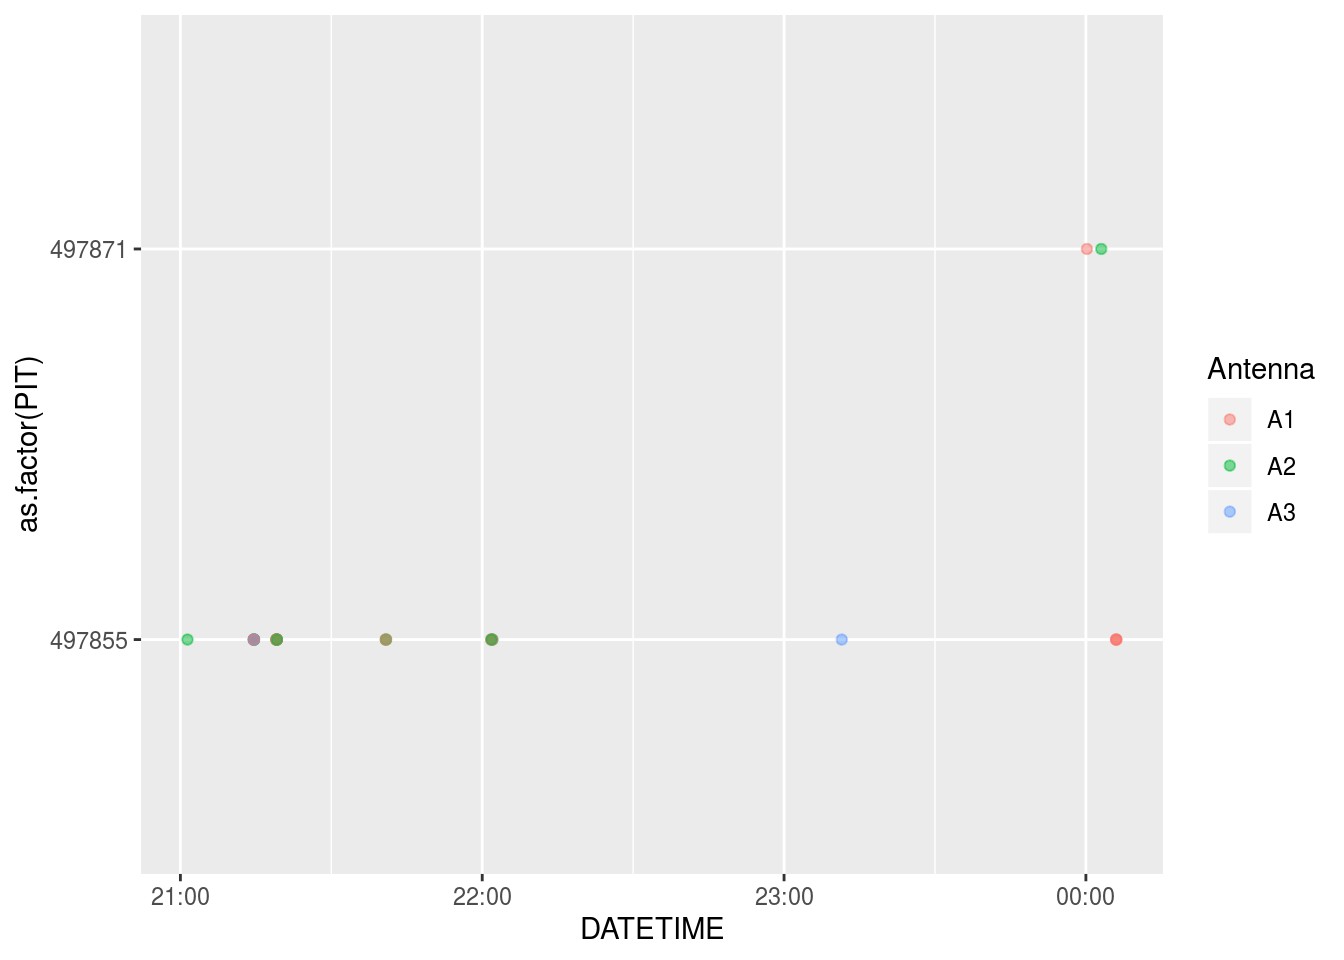 497871
497855
as.factor(PIT)
21:00
22:00
23:00
00:00
DATETIME
Antenna
A1
A2
A3